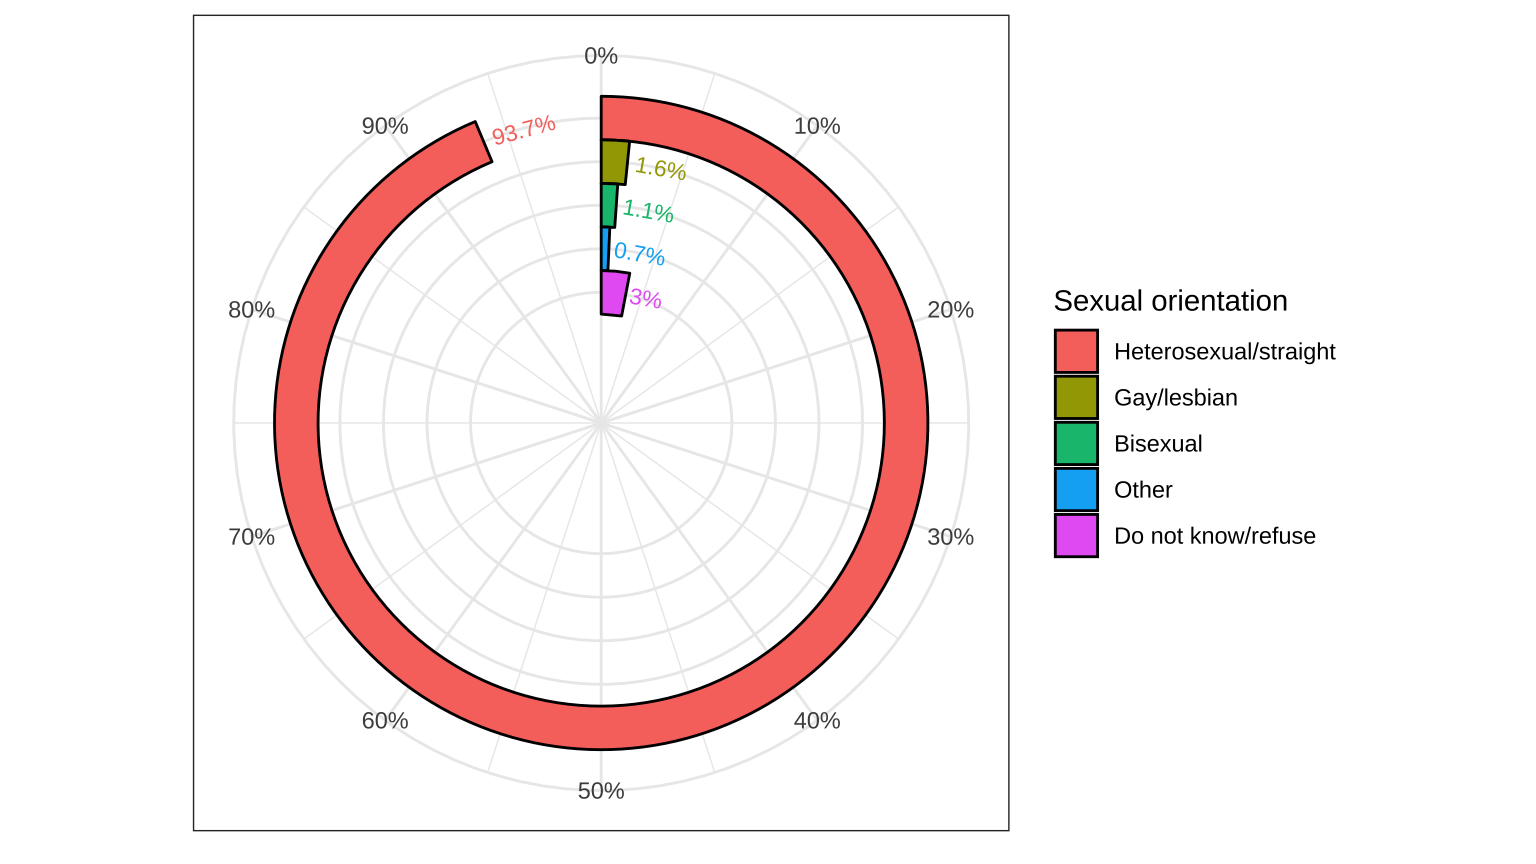 0%
90%
93.7%
10%
1.6%
1.1%
0.7%
3%
80%
20%
70%
30%
60%
40%
50%
Sexual orientation
Heterosexual/straight
Gay/lesbian
Bisexual
Other
Do not know/refuse